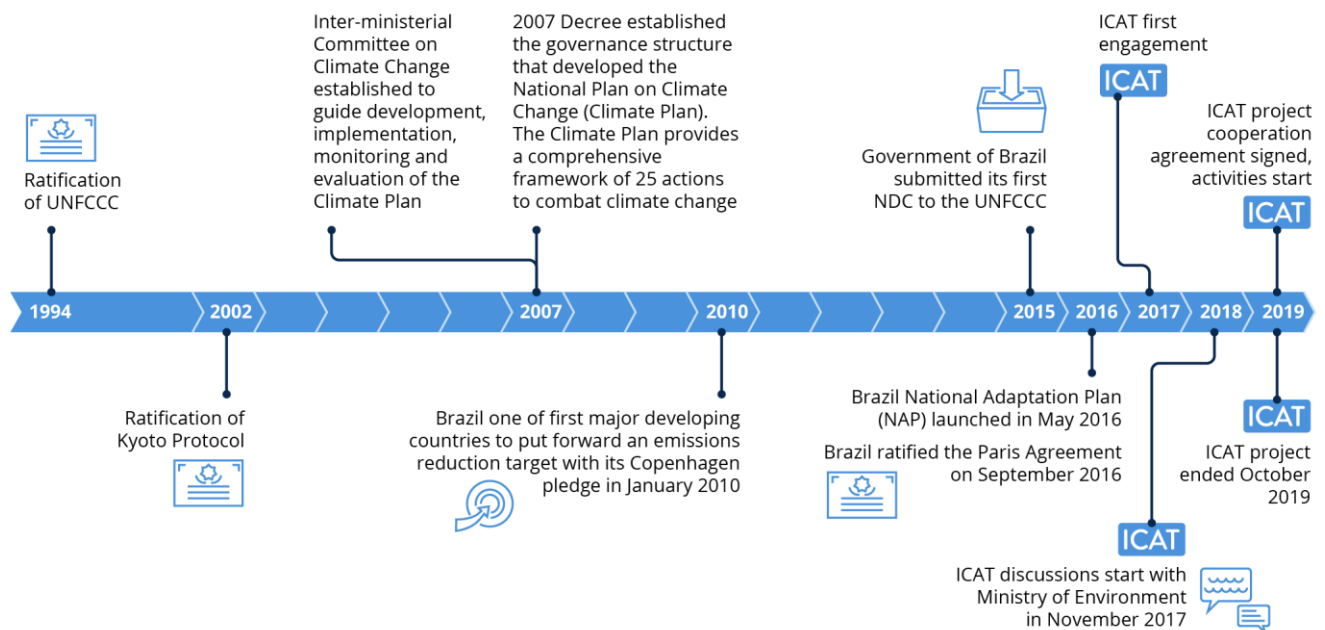 Ratification
of UNFCCC
Inter-ministerial
Committee on
Climate Change
established to
guide development,
implementation,
monitoring and
evaluation of the
Climate Plan
2007 Decree established
the governance structure
that developed the
National Plan on Climate
Change (Climate Plan).
The Climate Plan provides
a comprehensive
framework of 25 actions
to combat climate change
Government of Brazil
submitted its first
NDC to the UNFCCC
ICAT first
engagement
ICAT
ICAT project
cooperation
agreement signed,
activities start
ICAT
1994
2002
2007
2010
2015
2016
2017
2018
2019
Ratification of
Kyoto Protocol
Brazil one of first major developing
countries to put forward an emissions
reduction target with its Copenhagen
pledge in January 2010
Brazil National Adaptation Plan
(NAP) launched in May 2016
Brazil ratified the Paris Agreement
on September 2016
ICAT
ICAT discussions start with
Ministry of Environment
in November 2017
ICAT
ICAT project
ended October
2019